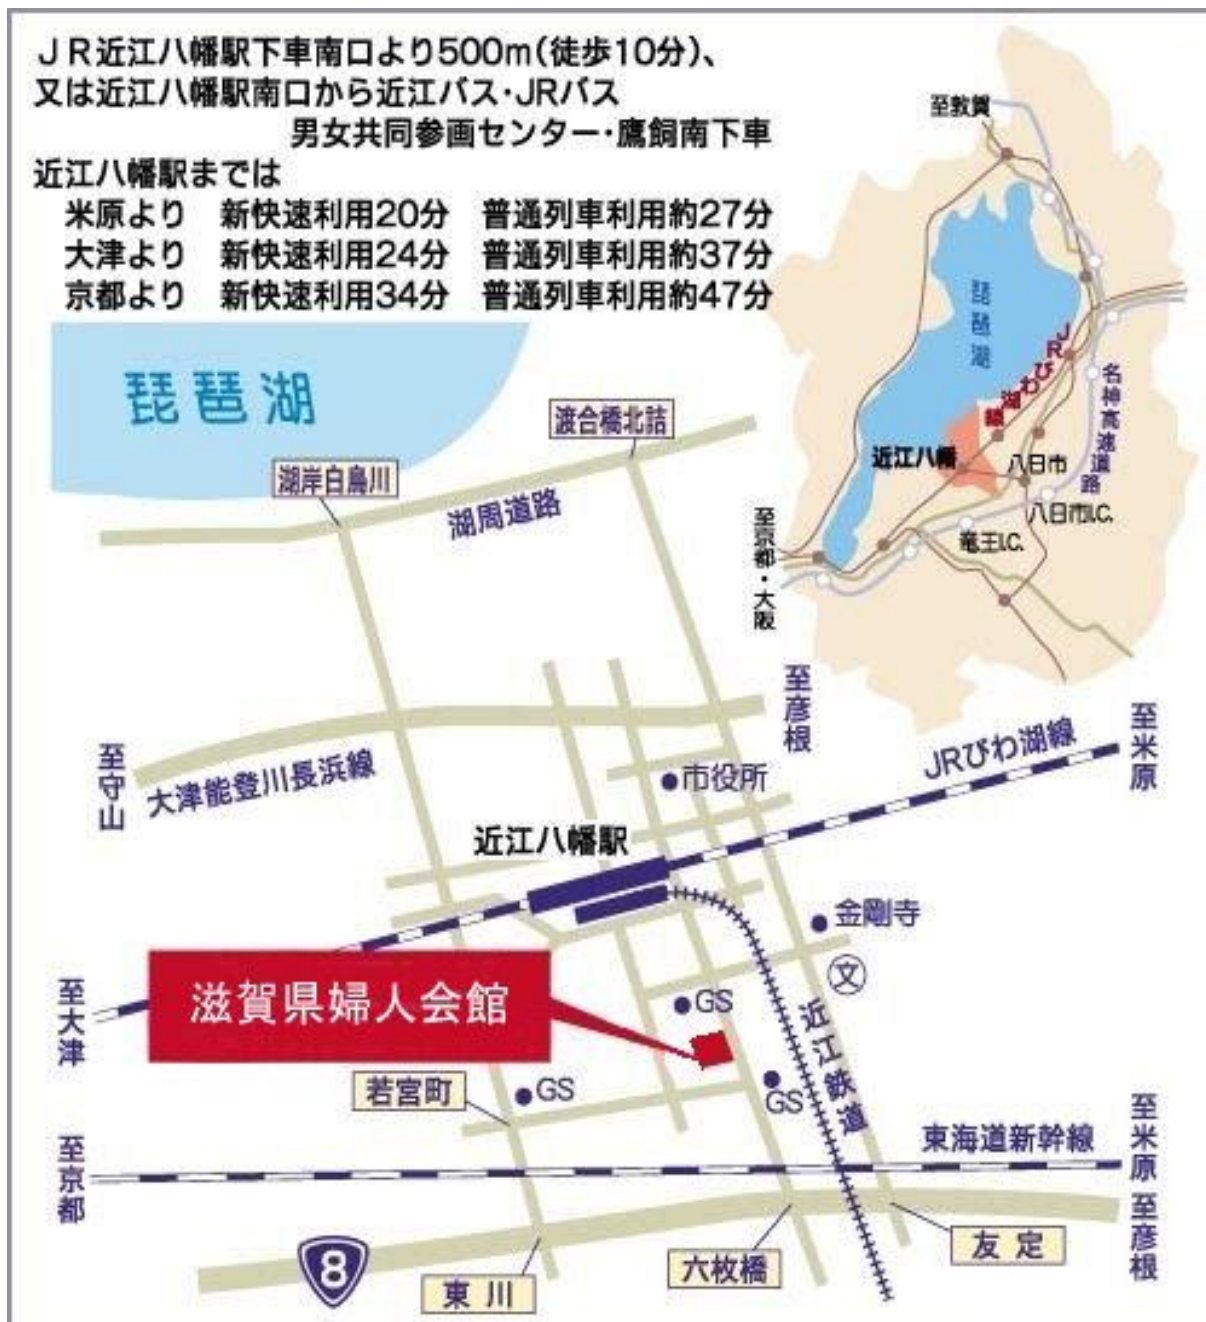 JR近江八幡駅下車南口より500m(徒歩10分)、
又は近江八幡駅南口から近江バス・JRバス
男女共同参画センター・鷹飼南下車
近江八幡駅までは
米原より 新快速利用20分 普通列車利用約27分
大津より 新快速利用24分 普通列車利用約37分
京都より 新快速利用34分 普通列車利用約47分
至敦賀
琵琶湖
JRびわ湖線
名神高速道路
近江八幡
八日市
八日市I.C.
竜王I.C.
至京都・大阪
琵琶湖
渡合橋北詰
湖岸白鳥川
湖周道路
至彦根
至米原
至守山
大津能登川長浜線
市役所
JRびわ湖線
近江八幡駅
金剛寺
文
至大津
滋賀県婦人会館
GS
近江鉄道
若宮町
GS
GS
至京都
東海道新幹線
至米原
至彦根
8
東川
六枚橋
友定